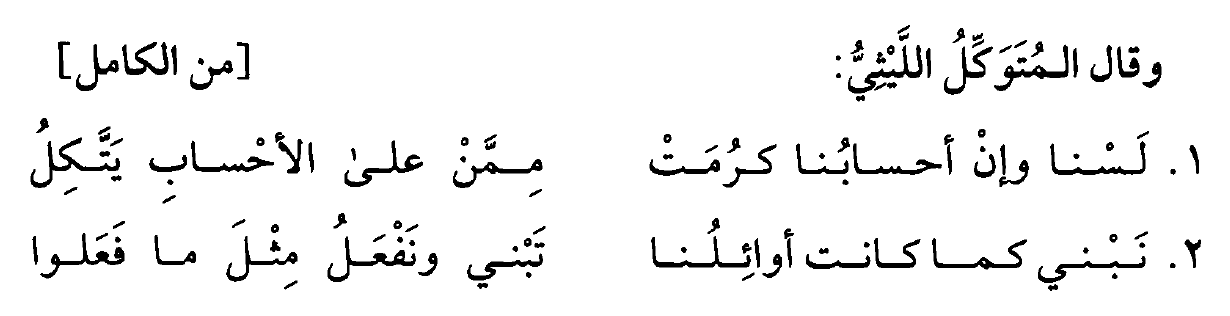 وقال الـمُتَوَكِّلُ اللَّيْثِيُّ: [من الكامل]
١. لَسْنا وإنْ أحسابُنا كرُمَتْ مِمَّنْ على الأحْسابِ يَتَّكِلُ
٢. نَبْني كما كانت أوائِلُنا تَبْني ونَفْعَلُ مِثْلَ ما فَعَلوا